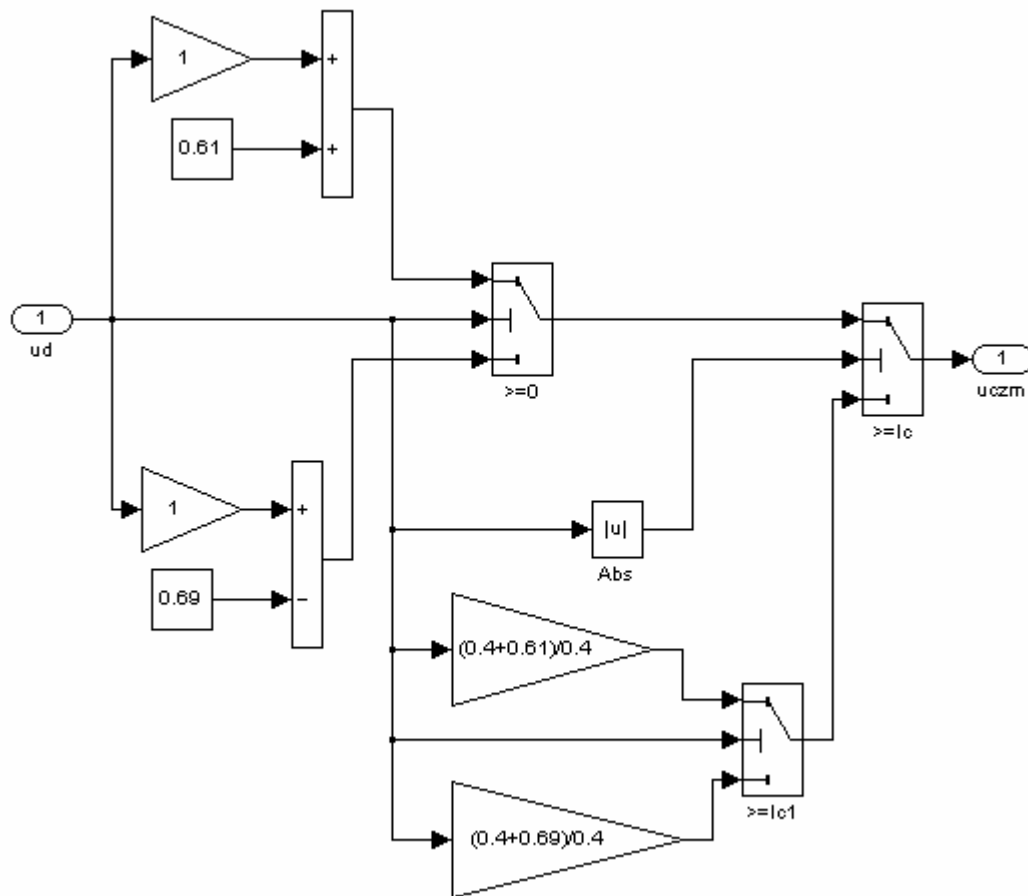 1
+
0.61
+
1
ud
>=0
1
uczm
>=Ic
1
+
|u|
Abs
0.69
−
(0.4+0.61)/0.4
>=Ic1
(0.4+0.69)/0.4